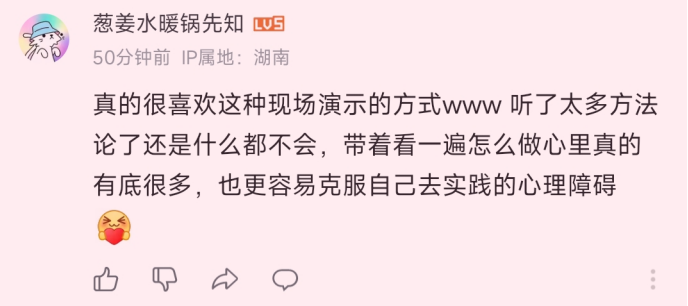 葱姜水暖锅先知 LV5
50分钟前 IP属地：湖南
真的很喜欢这种现场演示的方式www 听了太多方法
论了还是什么都不会，带着看一遍怎么做心里真的
有底很多，也更容易克服自己去实践的心理障碍